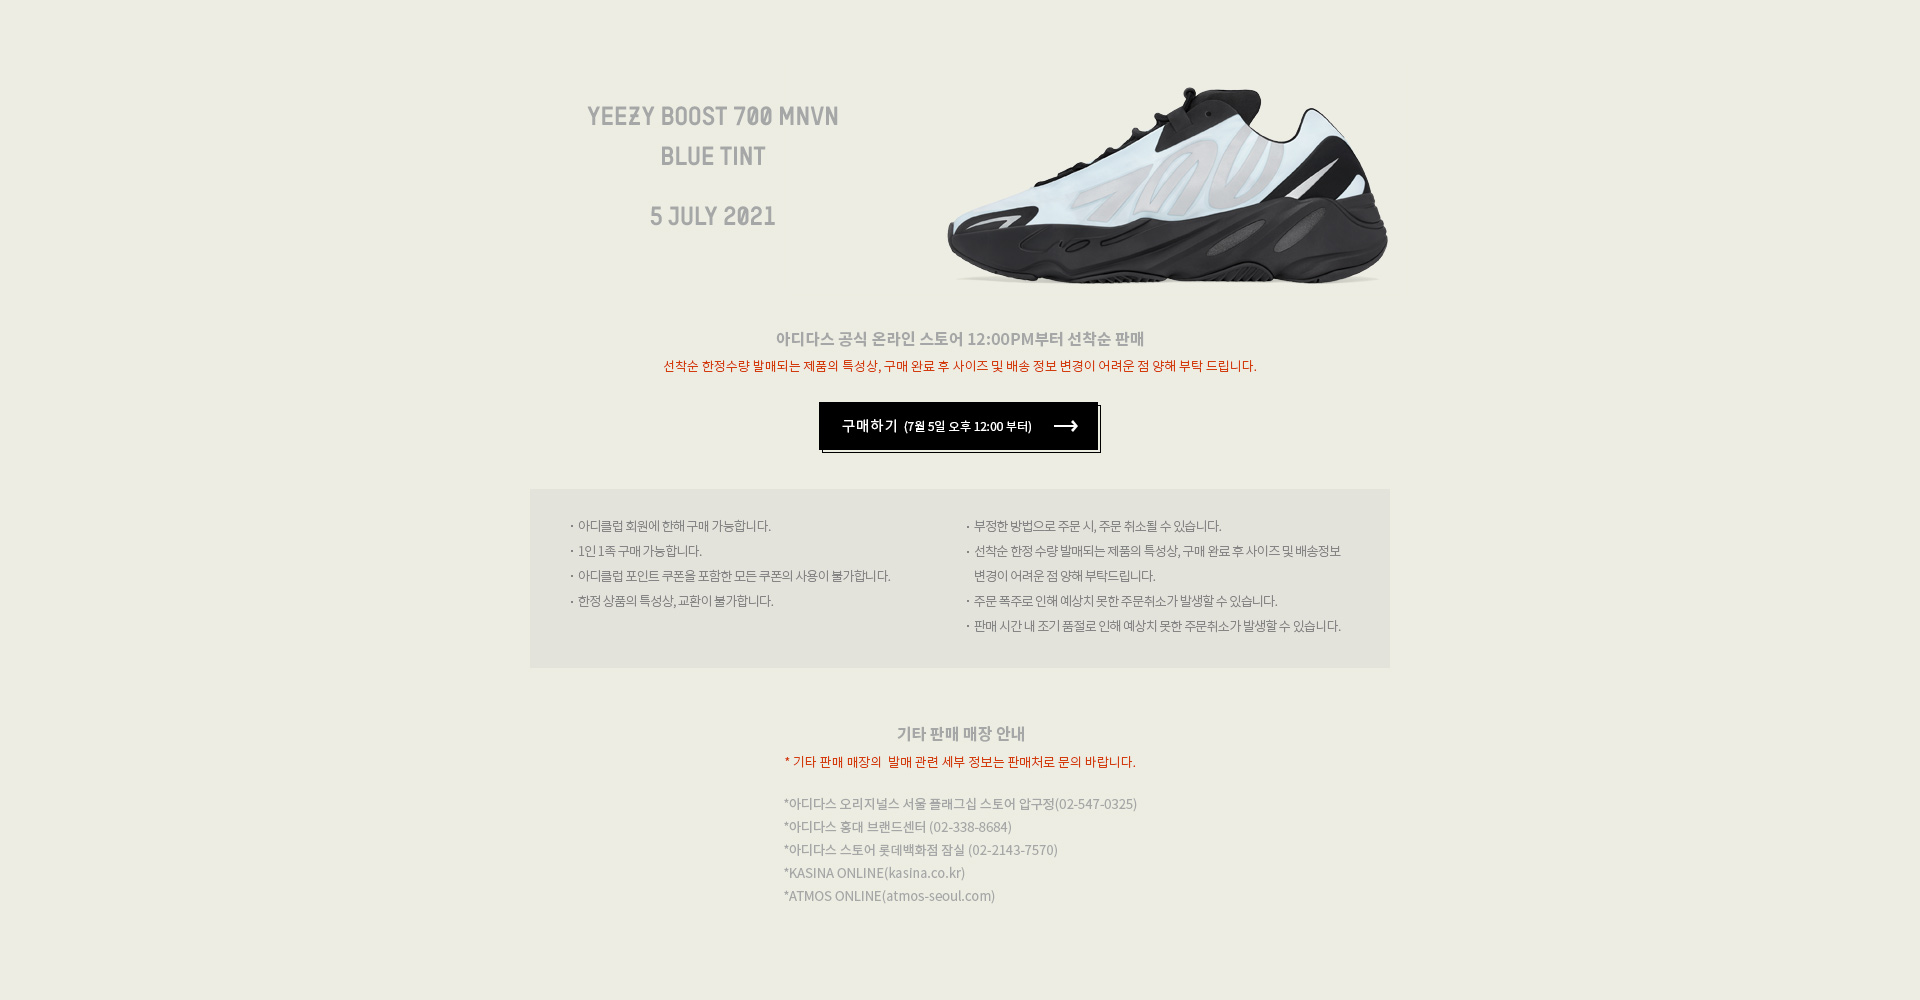 YEEZY BOOST 700 MNVN
BLUE TINT
5 JULY 2021
아디다스 공식 온라인 스토어 12:00PM부터 선착순 판매
선착순 한정수량 발매되는 제품의 특성상, 구매 완료 후 사이즈 및 배송 정보 변경이 어려운 점 양해 부탁 드립니다.
구매하기 (7월 5일 오후 12:00 부터)
· 아디클럽 회원에 한해 구매 가능합니다.
· 1인 1족 구매 가능합니다.
· 아디클럽 포인트 쿠폰을 포함한 모든 쿠폰의 사용이 불가합니다.
· 한정 상품의 특성상, 교환이 불가합니다.
· 부정한 방법으로 주문 시, 주문 취소될 수 있습니다.
· 선착순 한정 수량 발매되는 제품의 특성상, 구매 완료 후 사이즈 및 배송정보
변경이 어려운 점 양해 부탁드립니다.
· 주문 폭주로 인해 예상치 못한 주문취소가 발생할 수 있습니다.
· 판매 시간 내 조기 품절로 인해 예상치 못한 주문취소가 발생할 수 있습니다.
기타 판매 매장 안내
* 기타 판매 매장의 발매 관련 세부 정보는 판매처로 문의 바랍니다.
*아디다스 오리지널스 서울 플래그십 스토어 압구정(02-547-0325)
*아디다스 홍대 브랜드센터 (02-338-8684)
*아디다스 스토어 롯데백화점 잠실 (02-2143-7570)
*KASINA ONLINE(kasina.co.kr)
*ATMOS ONLINE(atmos-seoul.com)